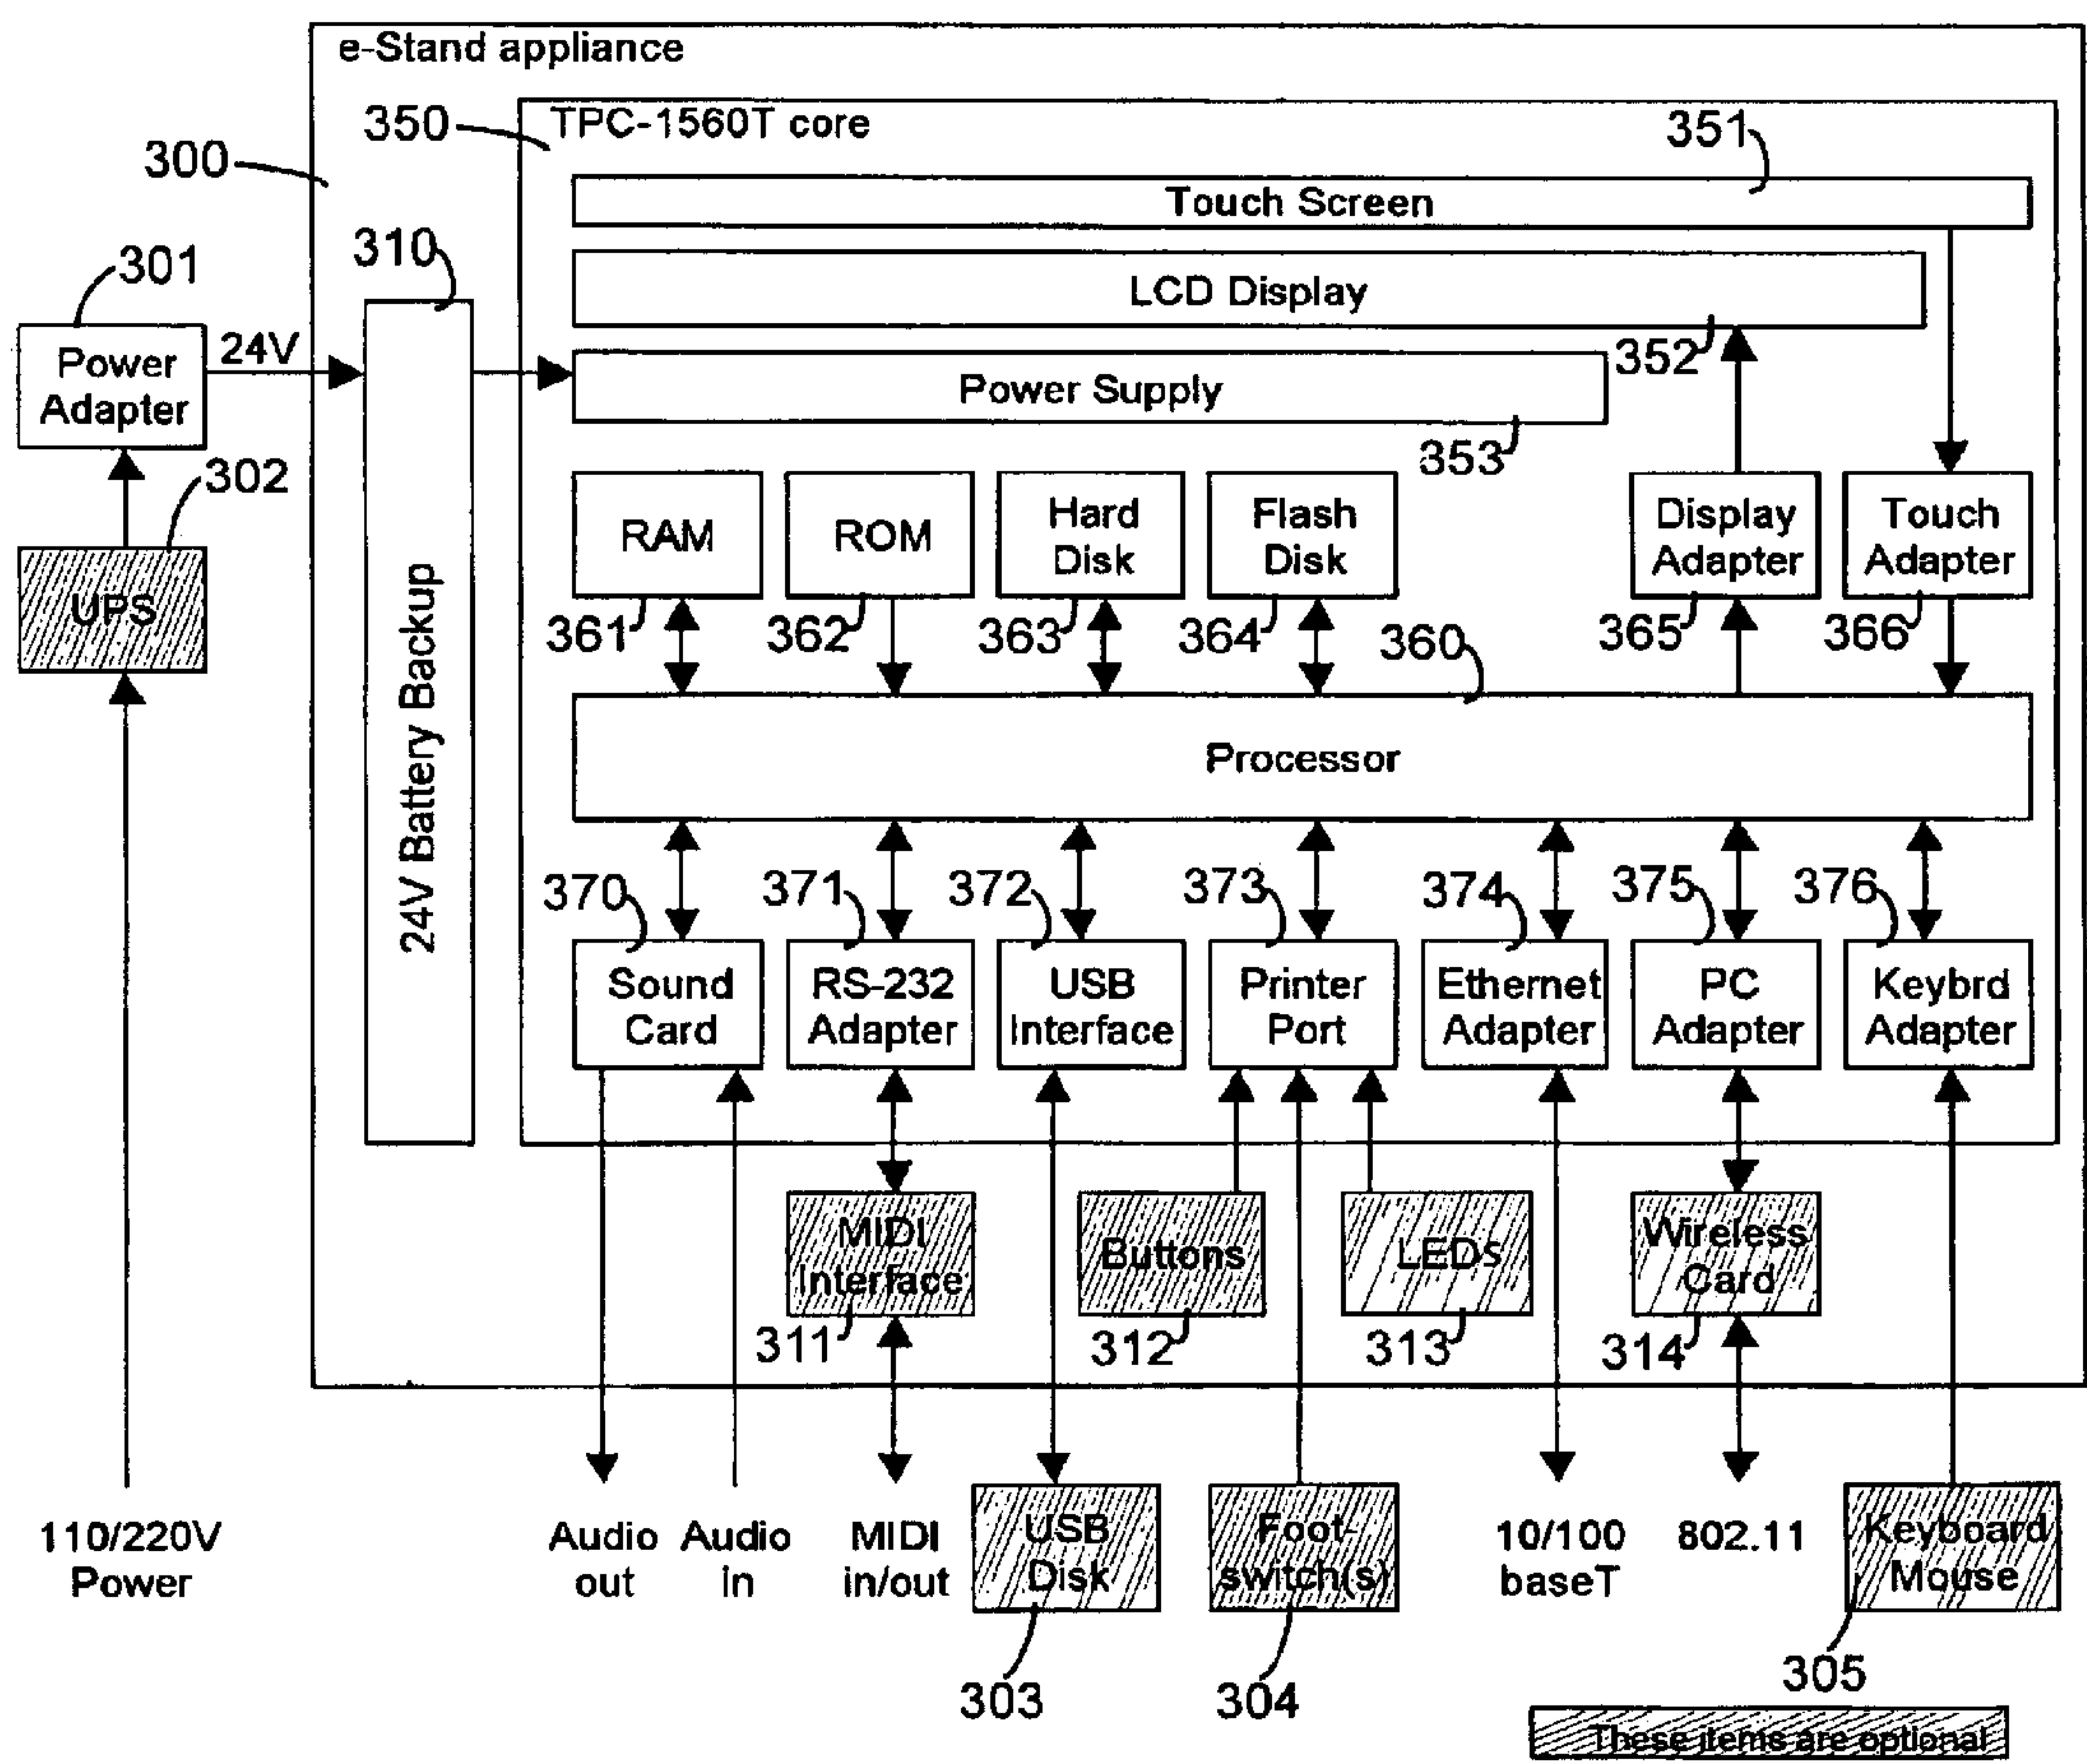 e-Stand appliance
350
TPC-1560T core
351
300
Touch Screen
310
301
LCD Display
24V
352
Power
Adapter
Power Supply
353
302
RAM
ROM
Hard
Disk
Flash
Disk
Display
Adapter
Touch
Adapter
UPS
361
362
363
364
360
365
366
24V Battery Backup
Processor
370
371
372
373
374
375
376
Sound
Card
RS-232
Adapter
USB
Interface
Printer
Port
Ethernet
Adapter
PC
Adapter
Keybrd
Adapter
MIDI
Interface
Buttons
LEDs
Wireless
Card
311
312
313
314
110/220V
Power
Audio
out
Audio
in
MIDI
in/out
USB
Disk
Foot-
switch(s)
10/100
baseT
802.11
Keyboard
Mouse
303
304
305
These items are optional